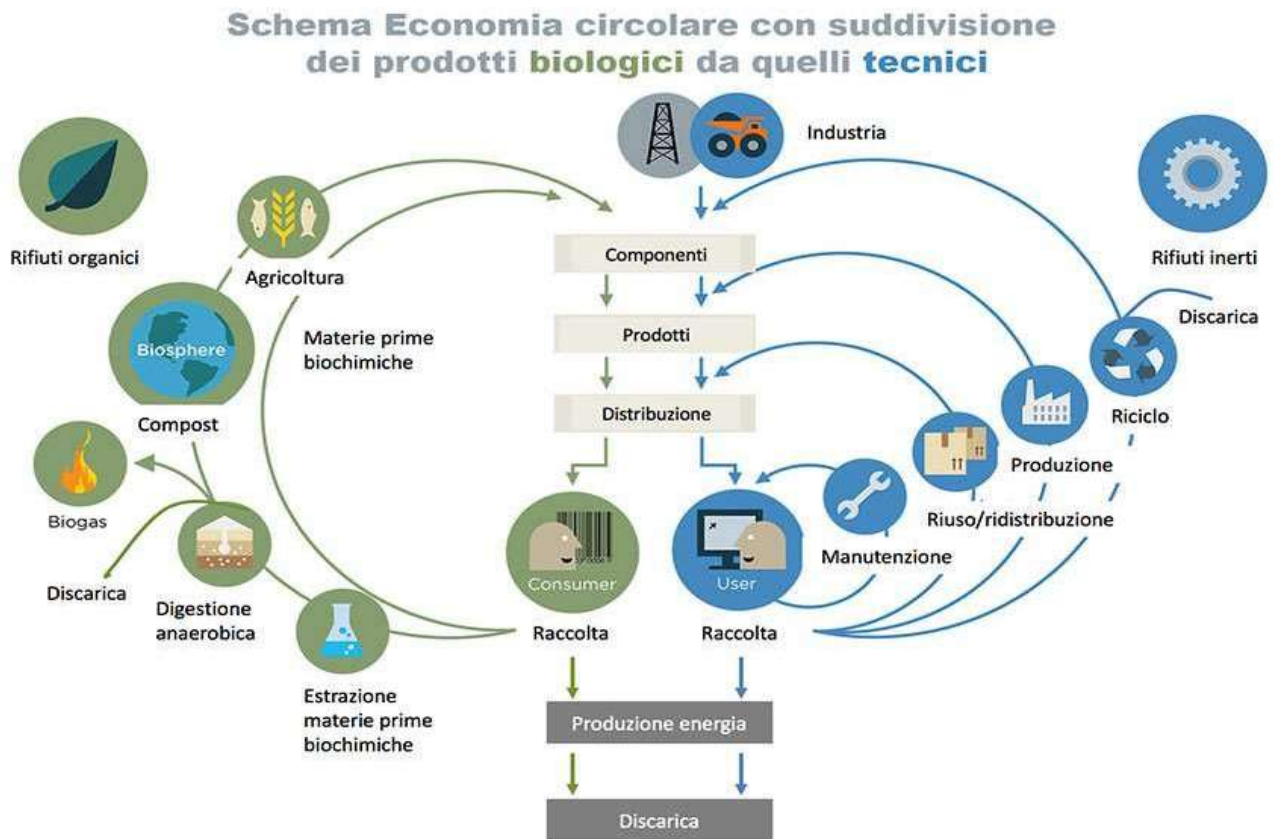 Schema Economia circolare con suddivisione
dei prodotti biologici da quelli tecnici
Industria
Rifiuti organici
Agricoltura
Componenti
Rifiuti inerti
Discarica
Materie prime
biochimiche
Prodotti
Biosphere
Compost
Distribuzione
Riciclo
Produzione
Biogas
Riuso/ridistribuzione
Manutenzione
Consumer
User
Discarica
Digestione
anaerobica
Raccolta
Raccolta
Estrazione
materie prime
biochimiche
Produzione energia
Discarica